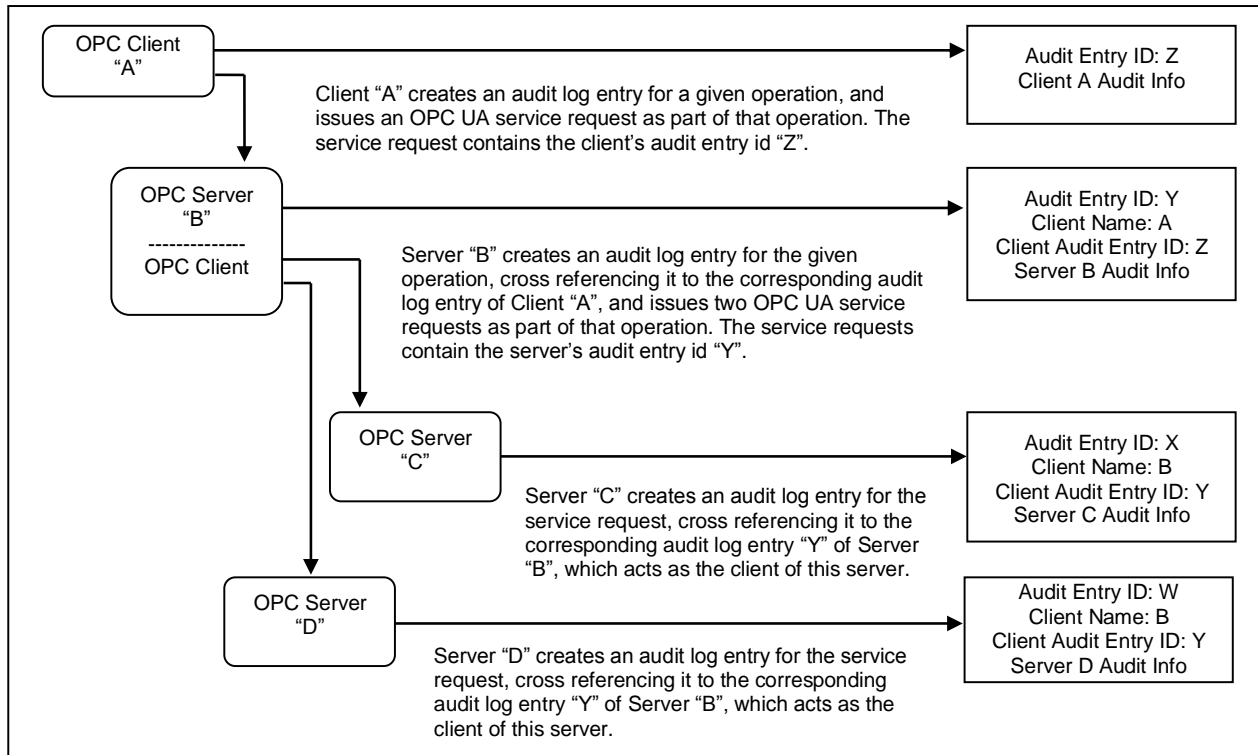 OPC Client
“A”
Audit Entry ID: Z
Client A Audit Info
Client “A” creates an audit log entry for a given operation, and
issues an OPC UA service request as part of that operation. The
service request contains the client’s audit entry id “Z”.
OPC Server
“B”
---------------
OPC Client
Audit Entry ID: Y
Client Name: A
Client Audit Entry ID: Z
Server B Audit Info
Server “B” creates an audit log entry for the given
operation, cross referencing it to the corresponding audit
log entry of Client “A”, and issues two OPC UA service
requests as part of that operation. The service requests
contain the server’s audit entry id “Y”.
OPC Server
“C”
Audit Entry ID: X
Client Name: B
Client Audit Entry ID: Y
Server C Audit Info
Server “C” creates an audit log entry for the
service request, cross referencing it to the
corresponding audit log entry “Y” of Server
“B”, which acts as the client of this server.
OPC Server
“D”
Audit Entry ID: W
Client Name: B
Client Audit Entry ID: Y
Server D Audit Info
Server “D” creates an audit log entry for the service
request, cross referencing it to the corresponding
audit log entry “Y” of Server “B”, which acts as the
client of this server.